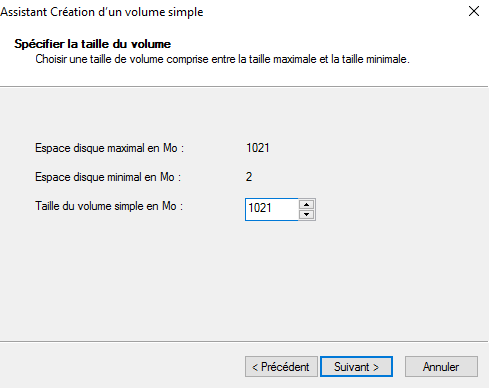 Assistant Création d'un volume simple
Spécifier la taille du volume
Choisir une taille de volume comprise entre la taille maximale et la taille minimale.
Espace disque maximal en Mo : 1021
Espace disque minimal en Mo : 2
Taille du volume simple en Mo : 1021
< Précédent Suivant > Annuler